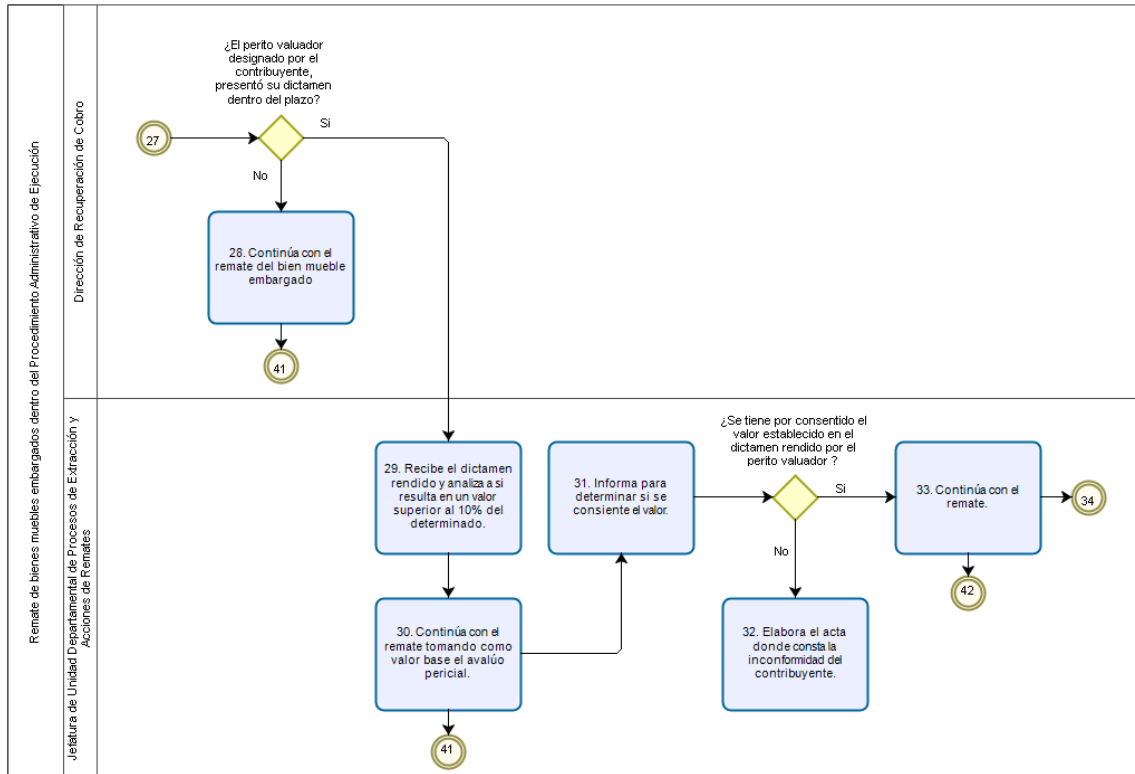 Remate de bienes muebles embargados dentro del Procedimiento Administrativo de Ejecución
Dirección de Recuperación de Cobro
¿El perito valuador
designado por el
contribuyente,
presentó su dictamen
dentro del plazo?
27
Si
No
28. Continúa con el
remate del bien mueble
embargado
41
Jefatura de Unidad Departamental de Procesos de Extracción y
Acciones de Remates
29. Recibe el dictamen
rendido y analiza a si
resulta en un valor
superior al 10% del
determinado.
30. Continúa con el
remate tomando como
valor base el avalúo
pericial.
41
31. Informa para
determinar si se
consiente el valor.
¿Se tiene por consentido el
valor establecido en el
dictamen rendido por el
perito valuador ?
Si
No
32. Elabora el acta
donde consta la
inconformidad del
contribuyente.
33. Continúa con el
remate.
34
42